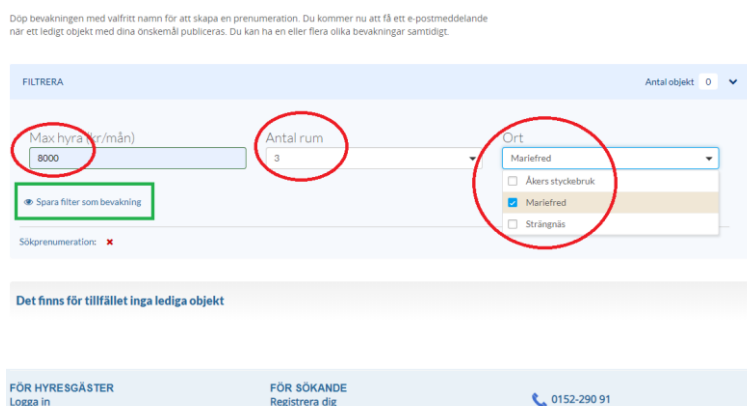 Döp bevakningen med valfritt namn för att skapa en prenumeration. Du kommer nu att få ett e-postmeddelande
när ett ledigt objekt med dina önskemål publiceras. Du kan ha en eller flera olika bevakningar samtidigt.
FILTRERA
Antal objekt 0
Max hyra (kr/mån)
Antal rum
Ort
8000
3
Mariefred
Åkers styckebruk
Mariefred
Strängnäs
Spara filter som bevakning
Sökprenumeration:
Det finns för tillfället inga lediga objekt
FÖR HYRESGÄSTER
FÖR SÖKANDE
Logga in
Registrera dig
0152-290 91